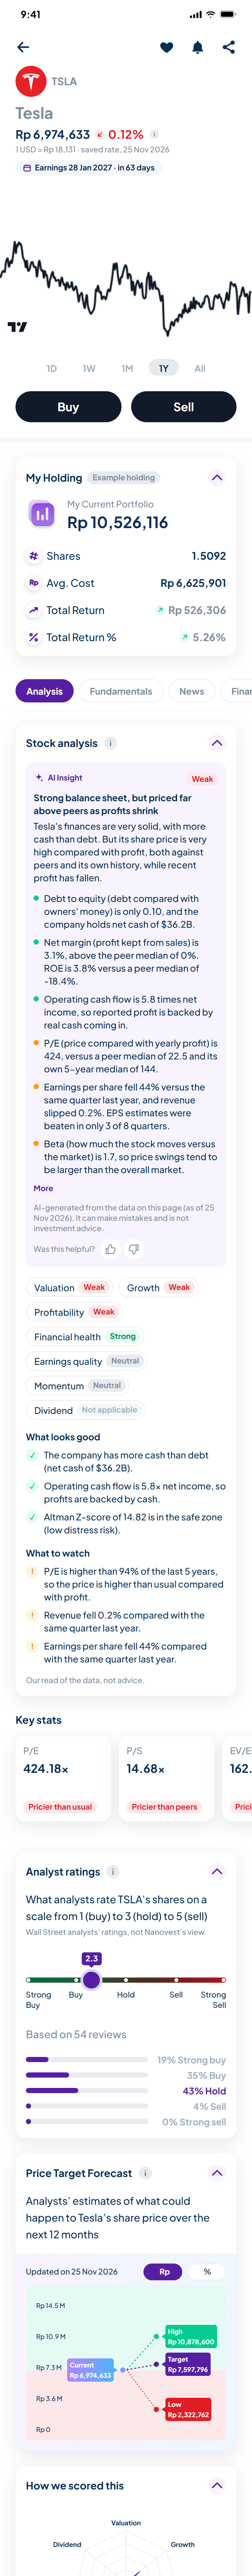 9:41
TSLA
Tesla
Rp 6,974,633 0.12% i
1 USD = Rp 18,131 · saved rate, 25 Nov 2026
Earnings 28 Jan 2027 · in 63 days
1D 1W 1M 1Y All
Buy Sell
My Holding Example holding
My Current Portfolio
Rp 10,526,116
# Shares 1.5092
Rp Avg. Cost Rp 6,625,901
Total Return Rp 526,306
% Total Return % 5.26%
Analysis Fundamentals News Finan
Stock analysis i
AI Insight Weak
Strong balance sheet, but priced far
above peers as profits shrink
Tesla's finances are very solid, with more
cash than debt. But its share price is very
high compared with profit, both against
peers and its own history, while recent
profit has fallen.
Debt to equity (debt compared with
owners' money) is only 0.10, and the
company holds net cash of $36.2B.
Net margin (profit kept from sales) is
3.1%, above the peer median of 0%.
ROE is 3.8% versus a peer median of
-18.4%.
Operating cash flow is 5.8 times net
income, so reported profit is backed by
real cash coming in.
P/E (price compared with yearly profit) is
424, versus a peer median of 22.5 and its
own 5-year median of 144.
Earnings per share fell 44% versus the
same quarter last year, and revenue
slipped 0.2%. EPS estimates were
beaten in only 3 of 8 quarters.
Beta (how much the stock moves versus
the market) is 1.7, so price swings tend to
be larger than the overall market.
More
AI-generated from the data on this page (as of 25
Nov 2026). It can make mistakes and is not
investment advice.
Was this helpful?
Valuation Weak Growth Weak
Profitability Weak
Financial health Strong
Earnings quality Neutral
Momentum Neutral
Dividend Not applicable
What looks good
The company has more cash than debt
(net cash of $36.2B).
Operating cash flow is 5.8× net income, so
profits are backed by cash.
Altman Z-score of 14.82 is in the safe zone
(low distress risk).
What to watch
! P/E is higher than 94% of the last 5 years,
so the price is higher than usual compared
with profit.
! Revenue fell 0.2% compared with the
same quarter last year.
! Earnings per share fell 44% compared
with the same quarter last year.
Our read of the data, not advice.
Key stats
P/E P/S EV/E
424.18× 14.68× 162.
Pricier than usual Pricier than peers Prici
Analyst ratings i
What analysts rate TSLA's shares on a
scale from 1 (buy) to 3 (hold) to 5 (sell)
Wall Street analysts' ratings, not Nanovest's view
2.3
Strong Buy Hold Sell Strong
Buy Sell
Based on 54 reviews
19% Strong buy
35% Buy
43% Hold
4% Sell
0% Strong sell
Price Target Forecast i
Analysts' estimates of what could
happen to Tesla's share price over the
next 12 months
Updated on 25 Nov 2026 Rp %
Rp 14.5 M
High
Rp 10.9 M Rp 10,878,600
Target
Rp 7.3 M Current Rp 7,597,796
Rp 6,974,633
Rp 3.6 M Low
Rp 2,322,762
Rp 0
How we scored this
Valuation
Dividend Growth